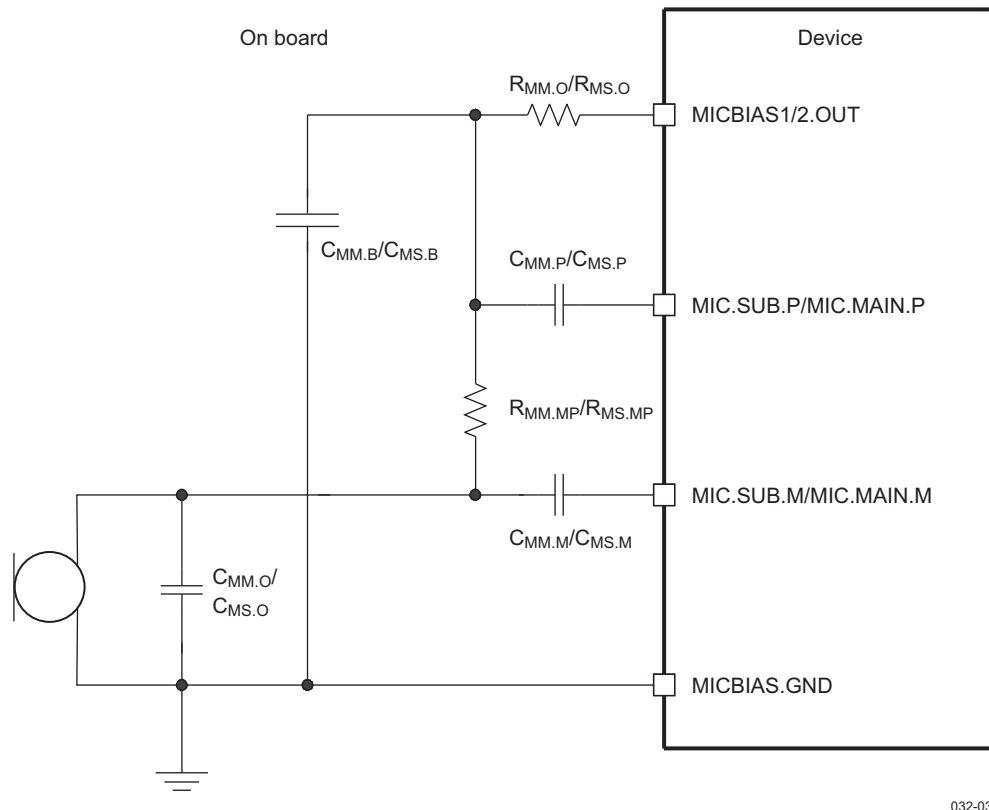 On board
Device
RMM.O/RMS.O
MICBIAS1/2.OUT
CMM.B/CMS.B
CMM.P/CMS.P
MIC.SUB.P/MIC.MAIN.P
RMM.MP/RMS.MP
MIC.SUB.M/MIC.MAIN.M
CMM.M/CMS.M
CMM.O/
CMS.O
MICBIAS.GND